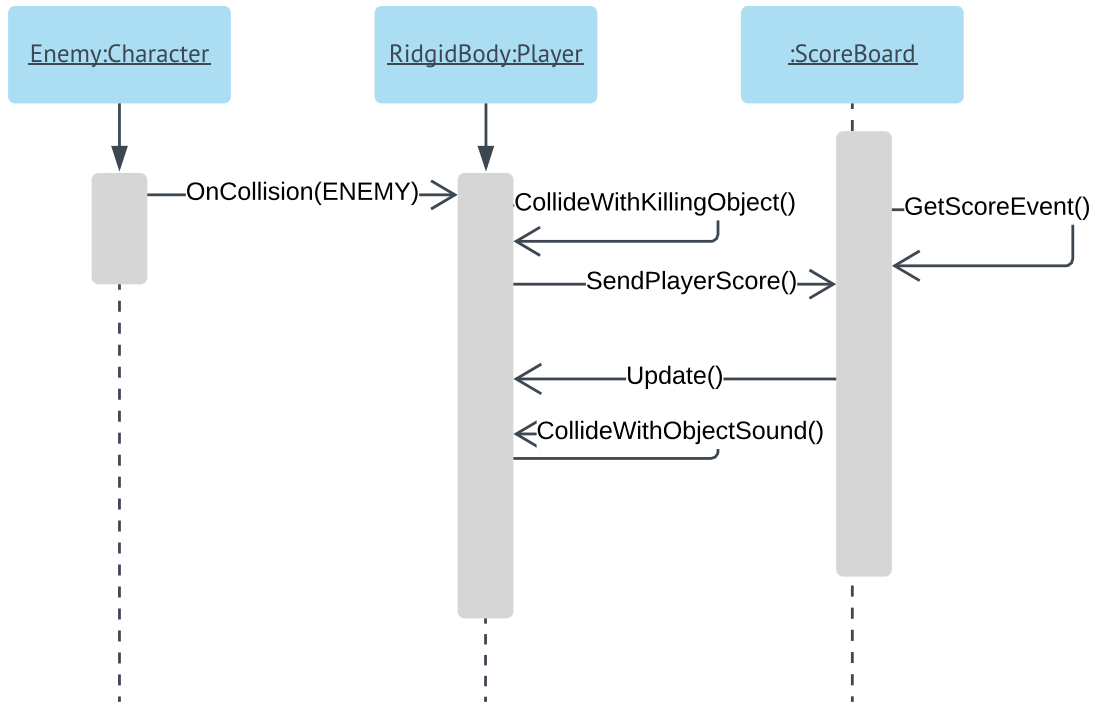 Enemy:Character
RidgidBody:Player
:ScoreBoard
OnCollision(ENEMY)
CollideWithKillingObject()
GetScoreEvent()
SendPlayerScore()
Update()
CollideWithObjectSound()